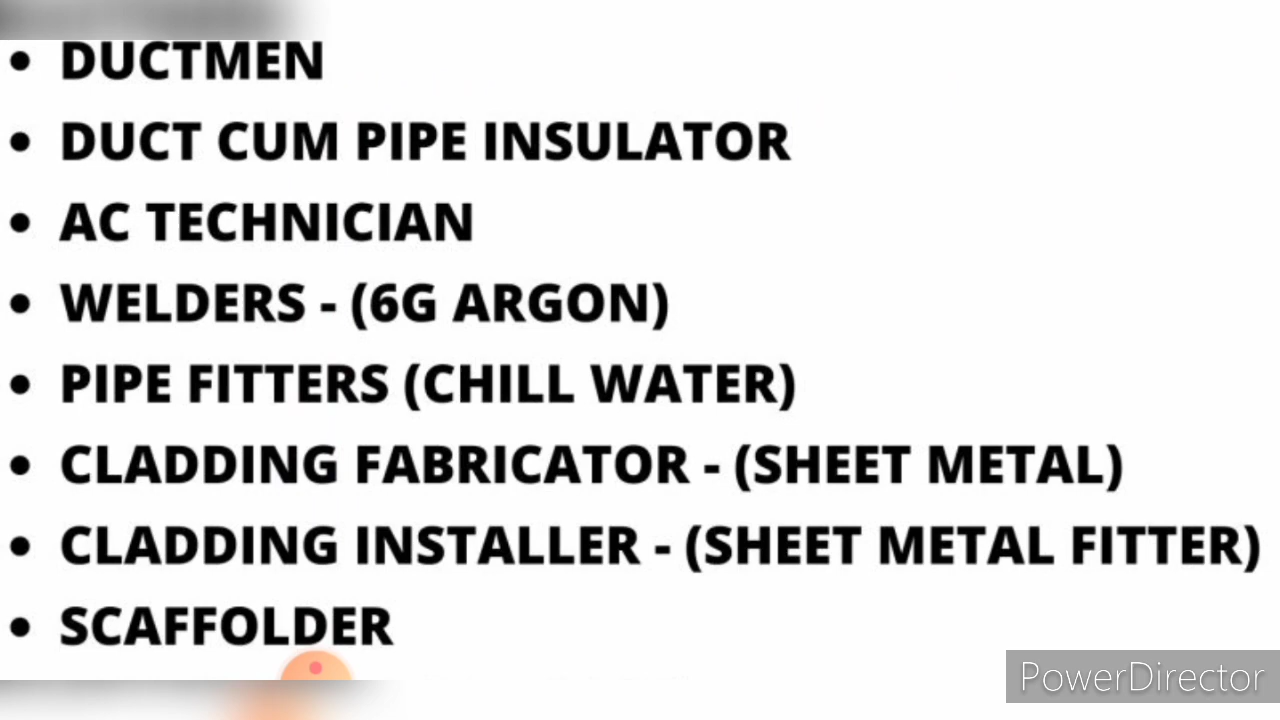 • DUCTMEN
• DUCT CUM PIPE INSULATOR
• AC TECHNICIAN
• WELDERS - (6G ARGON)
• PIPE FITTERS (CHILL WATER)
• CLADDING FABRICATOR - (SHEET METAL)
• CLADDING INSTALLER - (SHEET METAL FITTER)
• SCAFFOLDER
PowerDirector